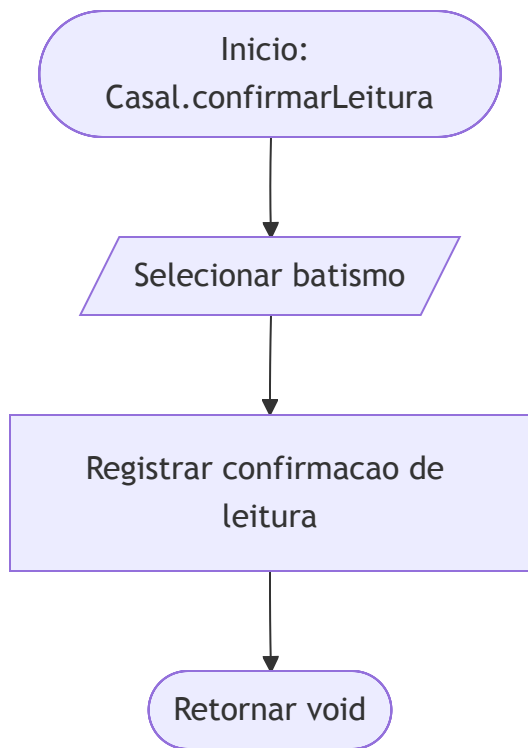 Inicio:
Casal.confirmarLeitura
Selecionar batismo
Registrar confirmacao de
leitura
Retornar void